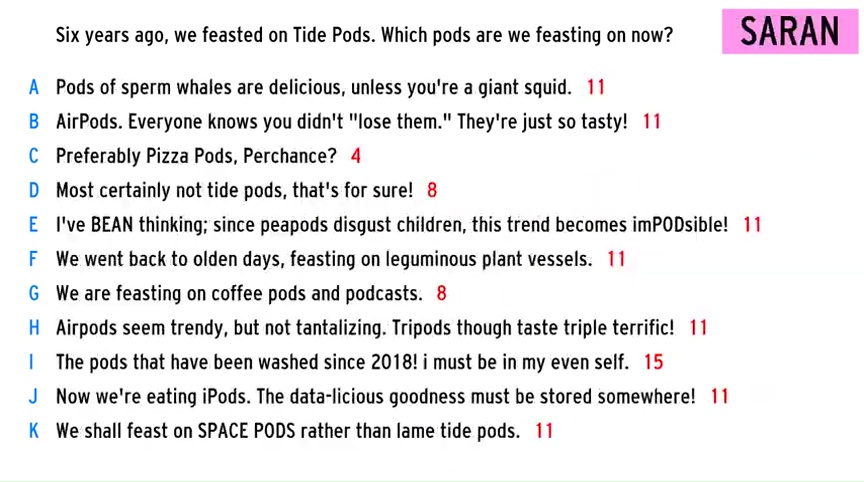 Six years ago, we feasted on Tide Pods. Which pods are we feasting on now?
SARAN
A Pods of sperm whales are delicious, unless you're a giant squid. 11
B AirPods. Everyone knows you didn't "lose them." They're just so tasty! 11
C Preferably Pizza Pods, Perchance? 4
D Most certainly not tide pods, that's for sure! 8
E I've BEAN thinking; since peapods disgust children, this trend becomes imPODsible! 11
F We went back to olden days, feasting on leguminous plant vessels. 11
G We are feasting on coffee pods and podcasts. 8
H Airpods seem trendy, but not tantalizing. Tripods though taste triple terrific! 11
I The pods that have been washed since 2018! i must be in my even self. 15
J Now we're eating iPods. The data-licious goodness must be stored somewhere! 11
K We shall feast on SPACE PODS rather than lame tide pods. 11